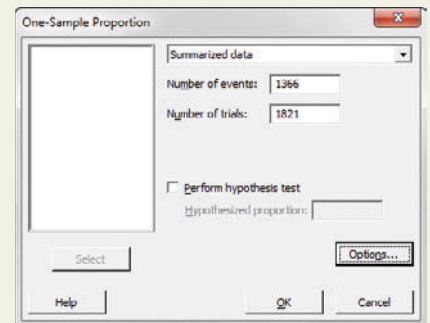 One-Sample Proportion
x
Summarized data
Number of events: 1366
Number of trials: 1821
Perform hypothesis test
Hypothesized proportion:
Select
Options...
Help
OK
Cancel